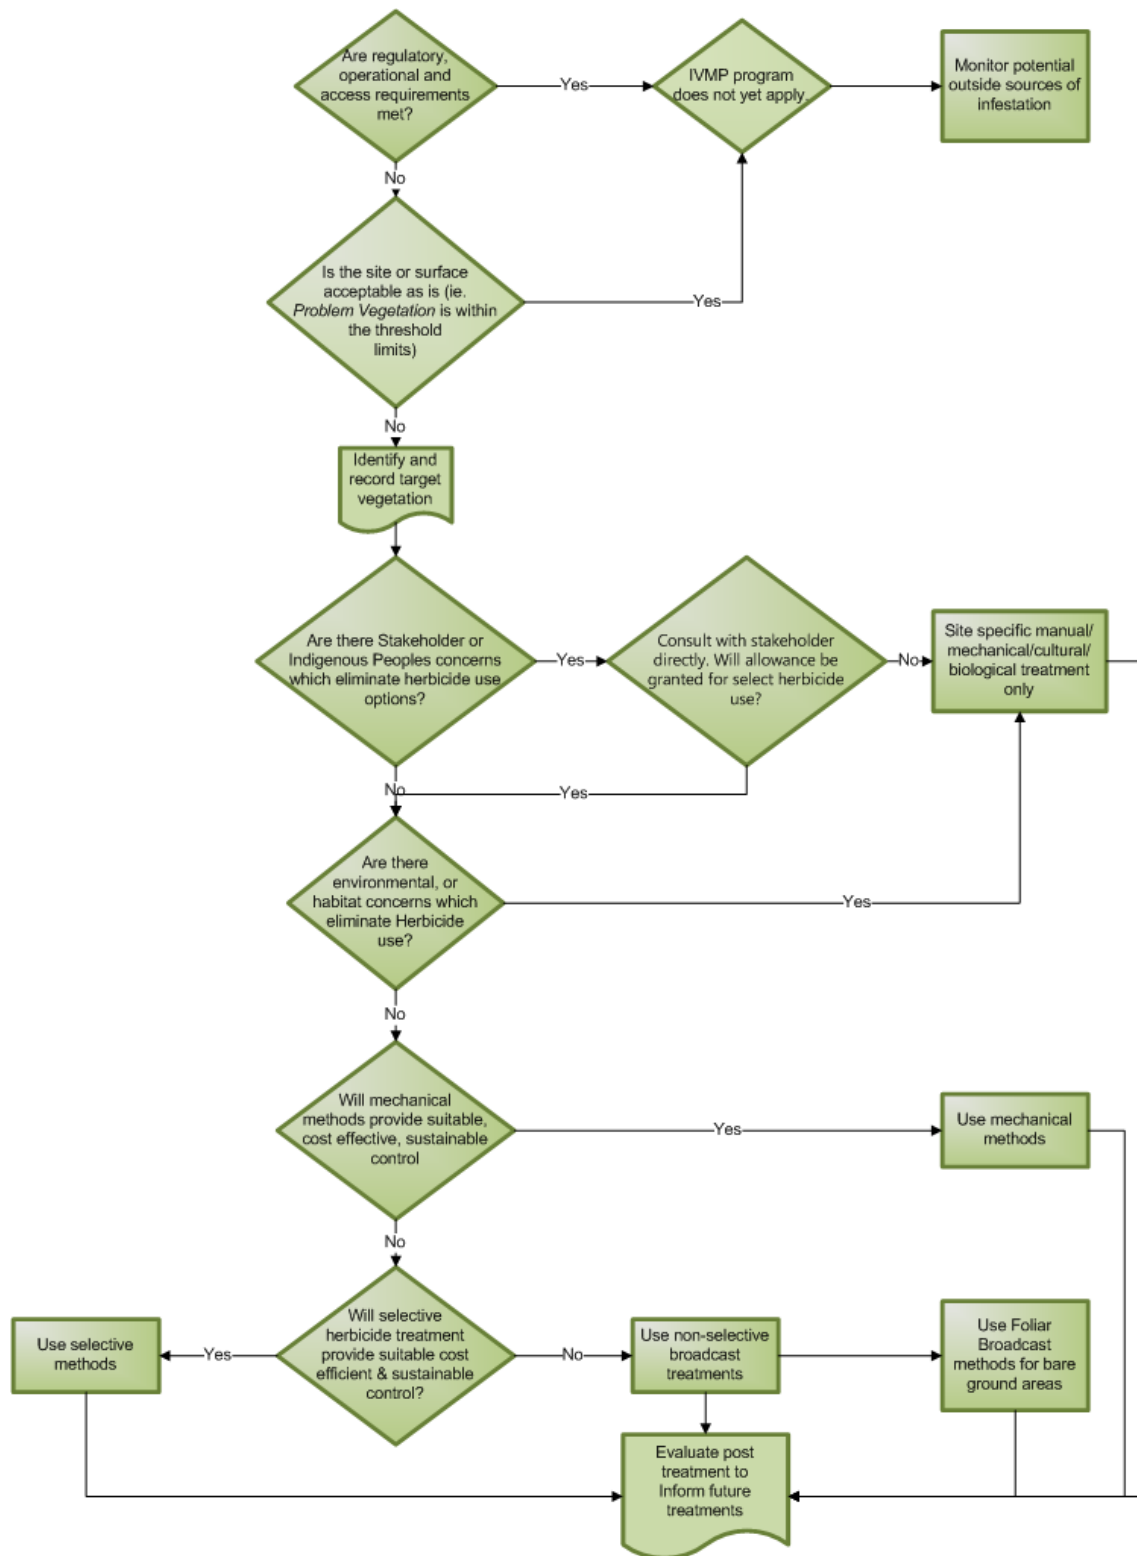 Are regulatory,
operational and
access requirements
met?
Yes
IVMP program
does not yet apply.
Monitor potential
outside sources of
infestation
No
Is the site or surface
acceptable as is (ie.
Problem Vegetation is within
the threshold
limits)
Yes
No
Identify and
record target
vegetation
Are there Stakeholder or
Indigenous Peoples concerns
which eliminate herbicide use
options?
Yes
Consult with stakeholder
directly. Will allowance be
granted for select herbicide
use?
No
Site specific manual/
mechanical/cultural/
biological treatment
only
No
Yes
Are there
environmental, or
habitat concerns which
eliminate Herbicide
use?
Yes
No
Will mechanical
methods provide suitable,
cost effective, sustainable
control
Yes
Use mechanical
methods
No
Use selective
methods
Yes
Will selective
herbicide treatment
provide suitable cost
efficient & sustainable
control?
No
Use non-selective
broadcast
treatments
Use Foliar
Broadcast
methods for bare
ground areas
Evaluate post
treatment to
Inform future
treatments